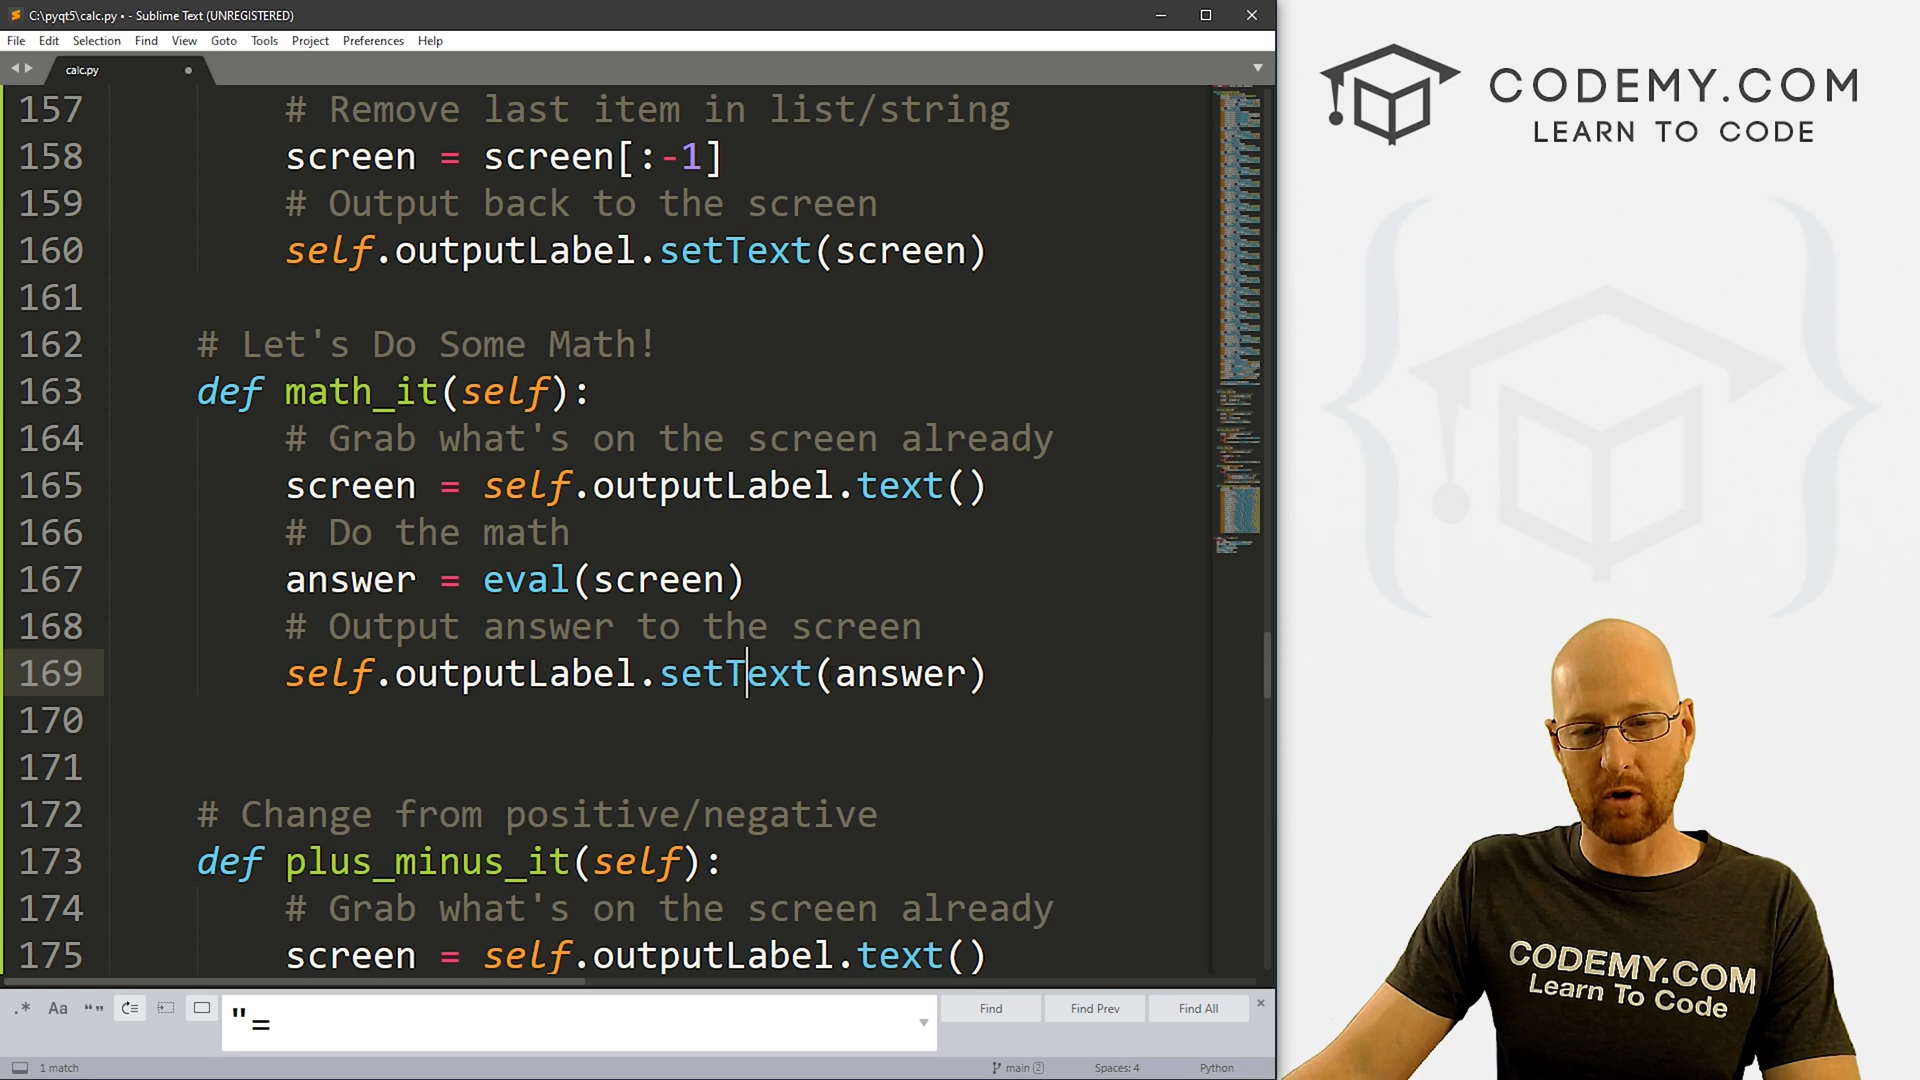 C:\pyqt5\calc.py • - Sublime Text (UNREGISTERED)
File Edit Selection Find View Goto Tools Project Preferences Help
calc.py
157 # Remove last item in list/string
158 screen = screen[:-1]
159 # Output back to the screen
160 self.outputLabel.setText(screen)
161
162 # Let's Do Some Math!
163 def math_it(self):
164 # Grab what's on the screen already
165 screen = self.outputLabel.text()
166 # Do the math
167 answer = eval(screen)
168 # Output answer to the screen
169 self.outputLabel.setText(answer)
170
171
172 # Change from positive/negative
173 def plus_minus_it(self):
174 # Grab what's on the screen already
175 screen = self.outputLabel.text()
.* Aa “” "= Find Find Prev Find All
1 match main 2 Spaces: 4 Python
CODEMY.COM
LEARN TO CODE
CODEMY.COM
Learn To Code